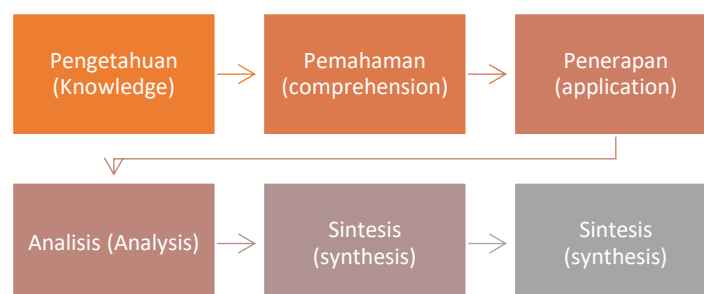 Pengetahuan
(Knowledge)
Pemahaman
(comprehension)
Penerapan
(application)
Analisis (Analysis)
Sintesis
(synthesis)
Sintesis
(synthesis)